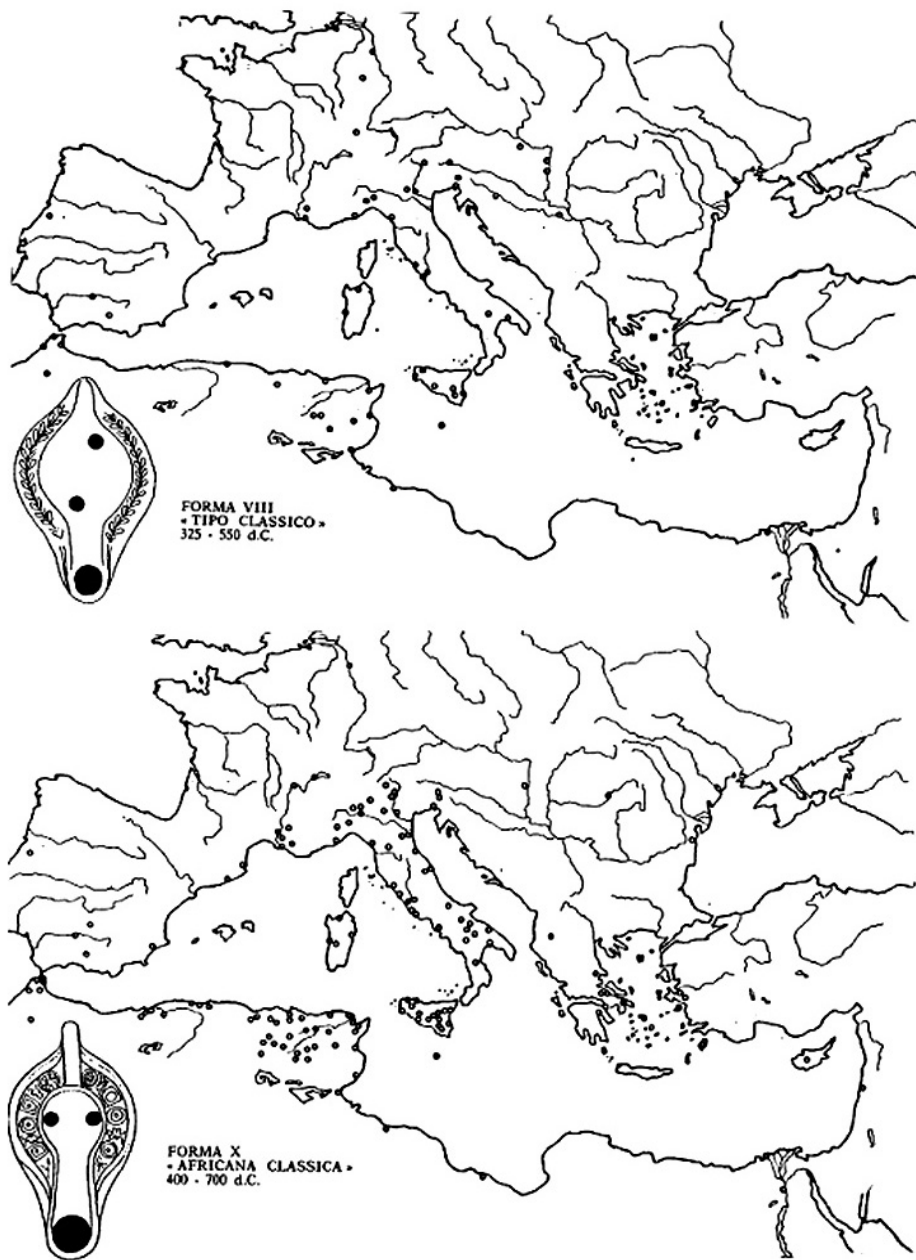 FORMA VIII
« TIPO CLASSICO »
325 - 550 d.C.
FORMA X
« AFRICANA CLASSICA »
400 - 700 d.C.